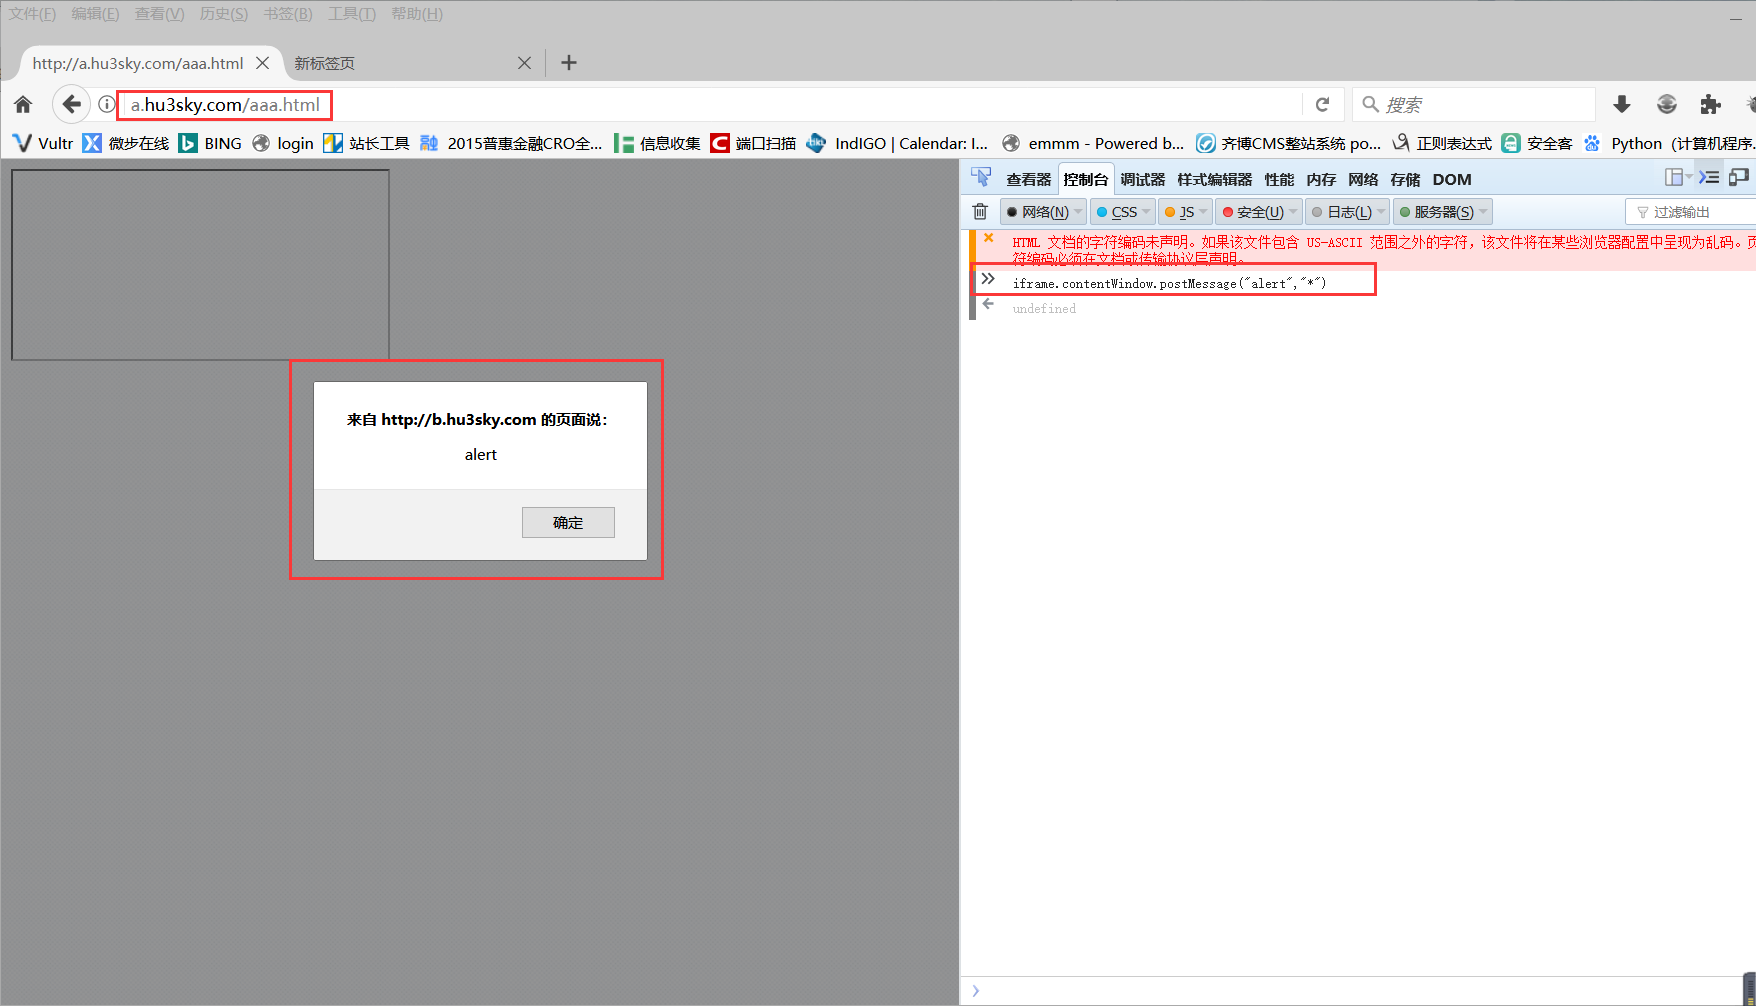 文件(F) 编辑(E) 查看(V) 历史(S) 书签(B) 工具(T) 帮助(H)
http://a.hu3sky.com/aaa.html 新标签页
a.hu3sky.com/aaa.html 搜索
Vultr 微步在线 BING login 站长工具 2015普惠金融CRO全... 信息收集 端口扫描 IndIGO | Calendar: I... emmm - Powered b... 齐博CMS整站系统 po... 正则表达式 安全客 Python (计算机程序.
查看器 控制台 调试器 样式编辑器 性能 内存 网络 存储 DOM
网络(N) CSS JS 安全(U) 日志(L) 服务器(S) 过滤输出
HTML 文档的字符编码未声明。如果该文件包含 US-ASCII 范围之外的字符，该文件将在某些浏览器配置中呈现为乱码。页
符编码必须在文档或传输协议层声明。
iframe.contentWindow.postMessage("alert","*")
undefined
来自 http://b.hu3sky.com 的页面说：
alert
确定